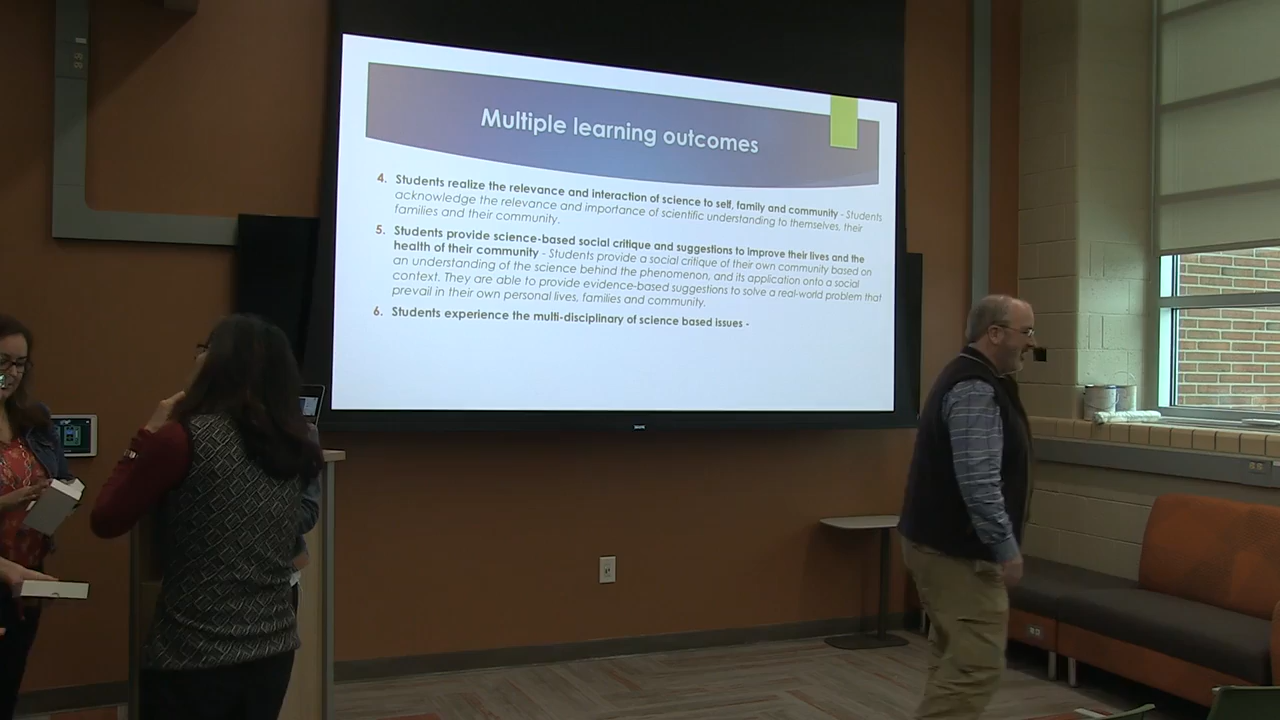 Multiple learning outcomes
4. Students realize the relevance and interaction of science to self, family and community - Students
acknowledge the relevance and importance of scientific understanding to themselves, their
families and their community.
5. Students provide science-based social critique and suggestions to improve their lives and the
health of their community - Students provide a social critique of their own community based on
an understanding of the science behind the phenomenon, and its application onto a social
context. They are able to provide evidence-based suggestions to solve a real-world problem that
prevail in their own personal lives, families and community.
6. Students experience the multi-disciplinary of science based issues -